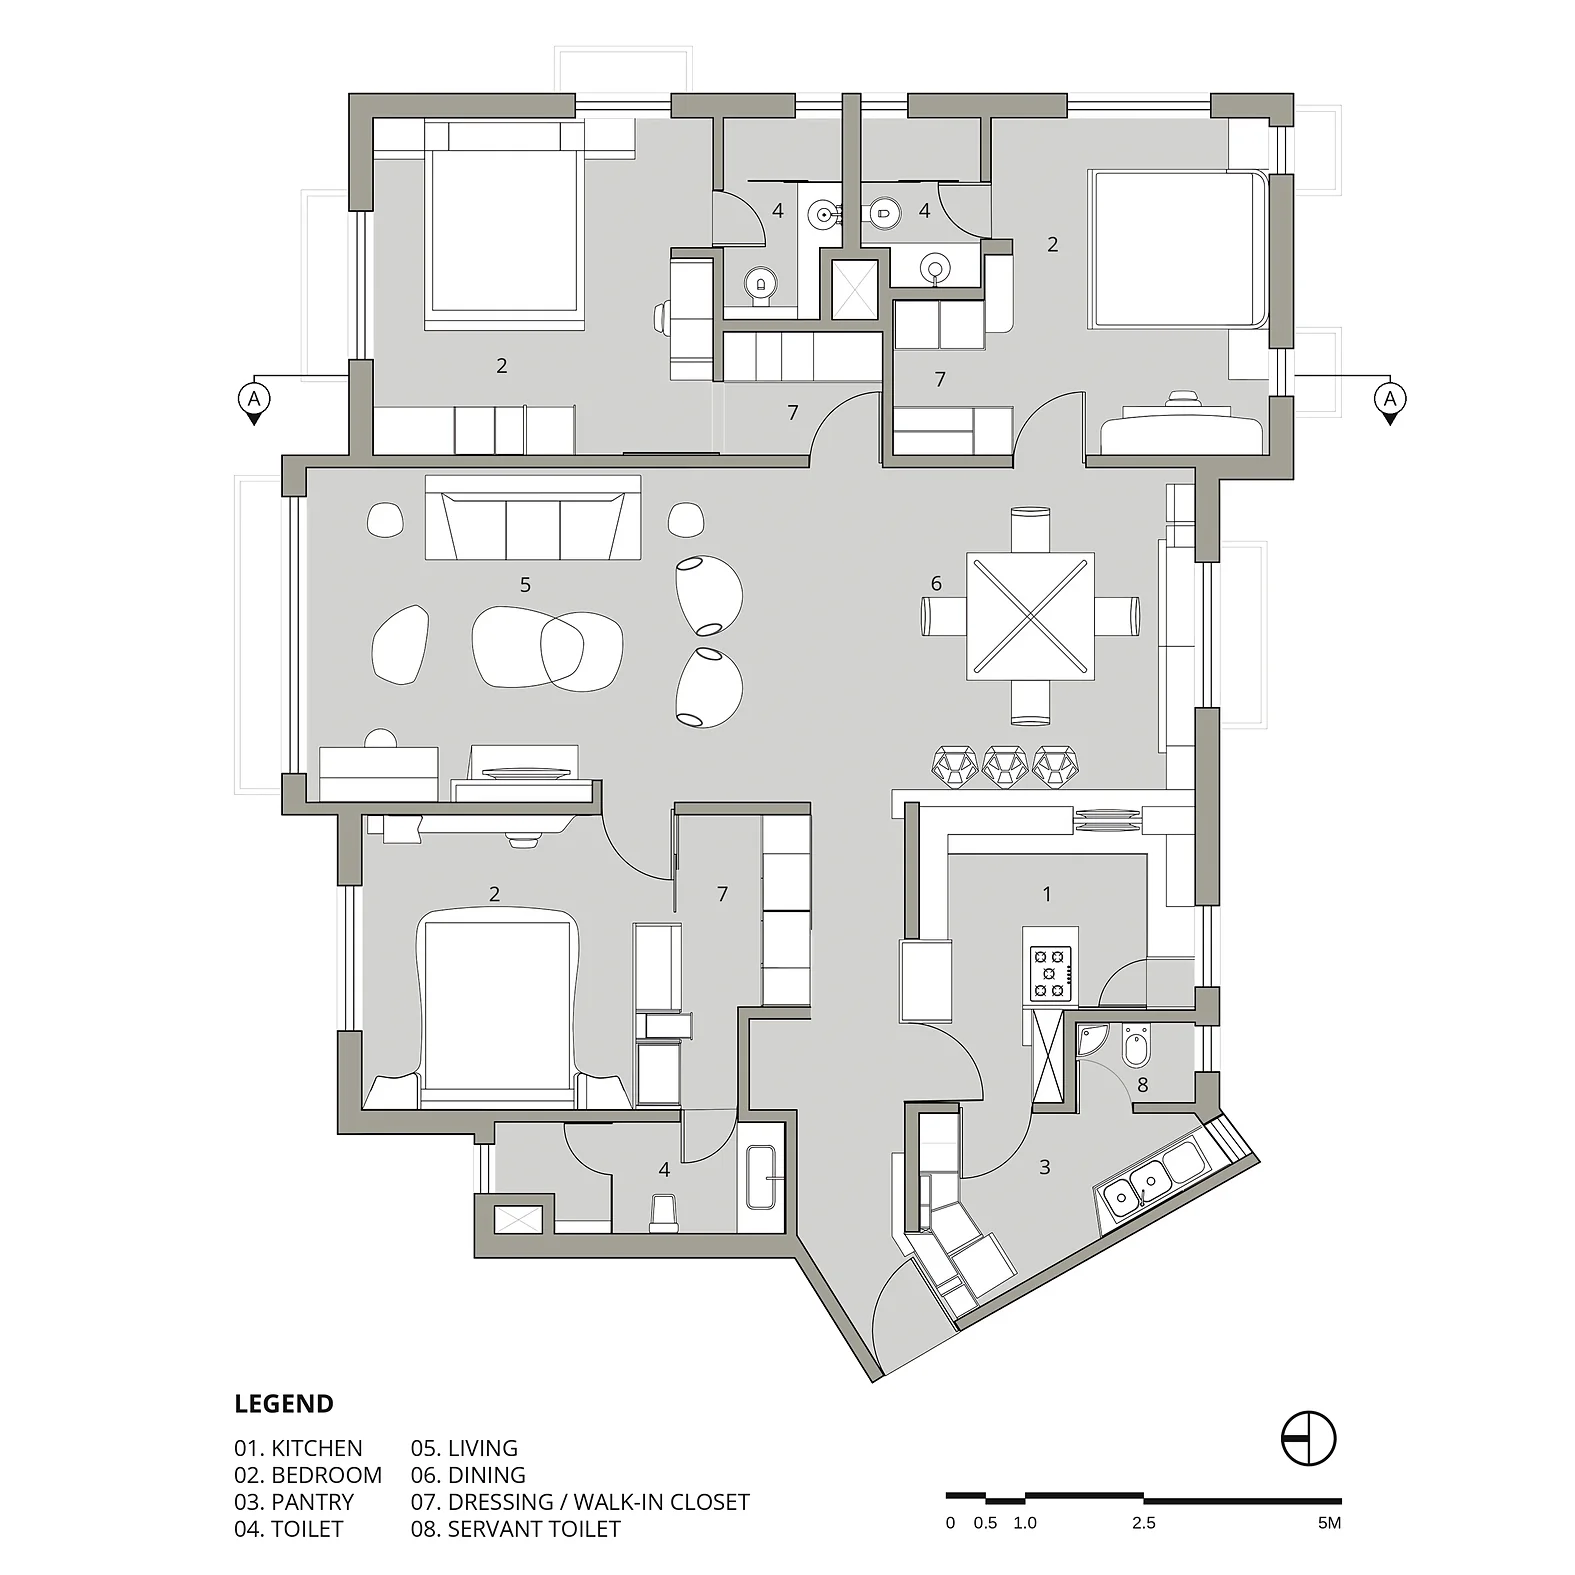 4
4
2
2
7
A
A
7
5
6
2
7
1
8
3
4
LEGEND
01. KITCHEN
02. BEDROOM
03. PANTRY
04. TOILET
05. LIVING
06. DINING
07. DRESSING / WALK-IN CLOSET
08. SERVANT TOILET
0 0.5 1.0 2.5 5M